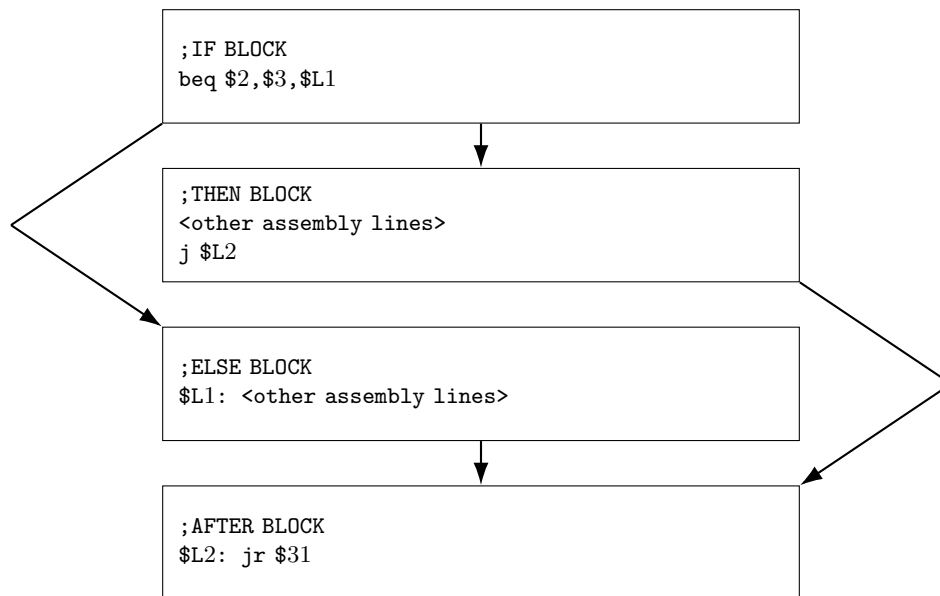 ;IF BLOCK
beq $2,$3,$L1
;THEN BLOCK
<other assembly lines>
j $L2
;ELSE BLOCK
$L1: <other assembly lines>
;AFTER BLOCK
$L2: jr $31